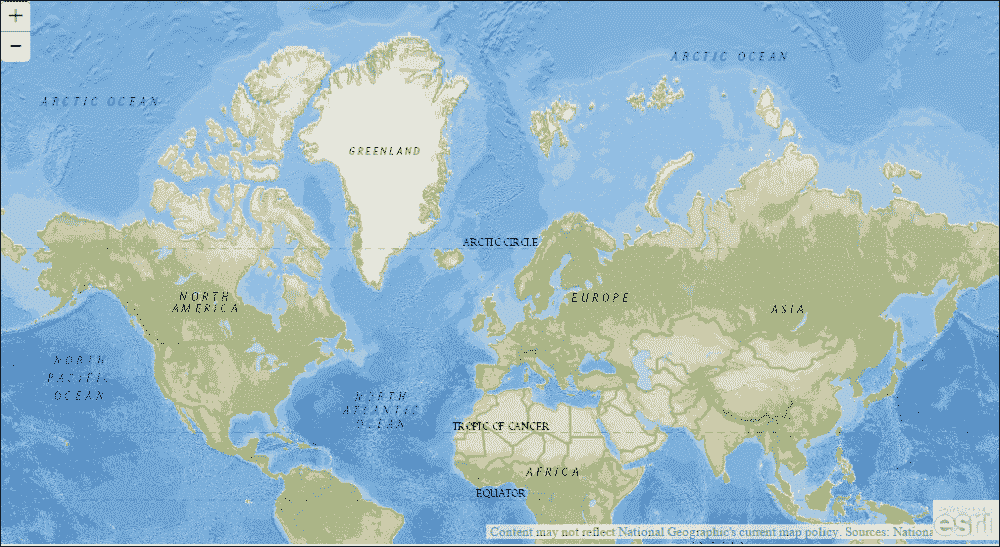 +
−
ARCTIC OCEAN
ARCTIC OCEAN
GREENLAND
ARCTIC CIRCLE
NORTH
AMERICA
EUROPE
ASIA
NORTH
PACIFIC
OCEAN
NORTH
ATLANTIC
OCEAN
TROPIC OF CANCER
AFRICA
EQUATOR
esri
Content may not reflect National Geographic's current map policy. Sources: Nationa